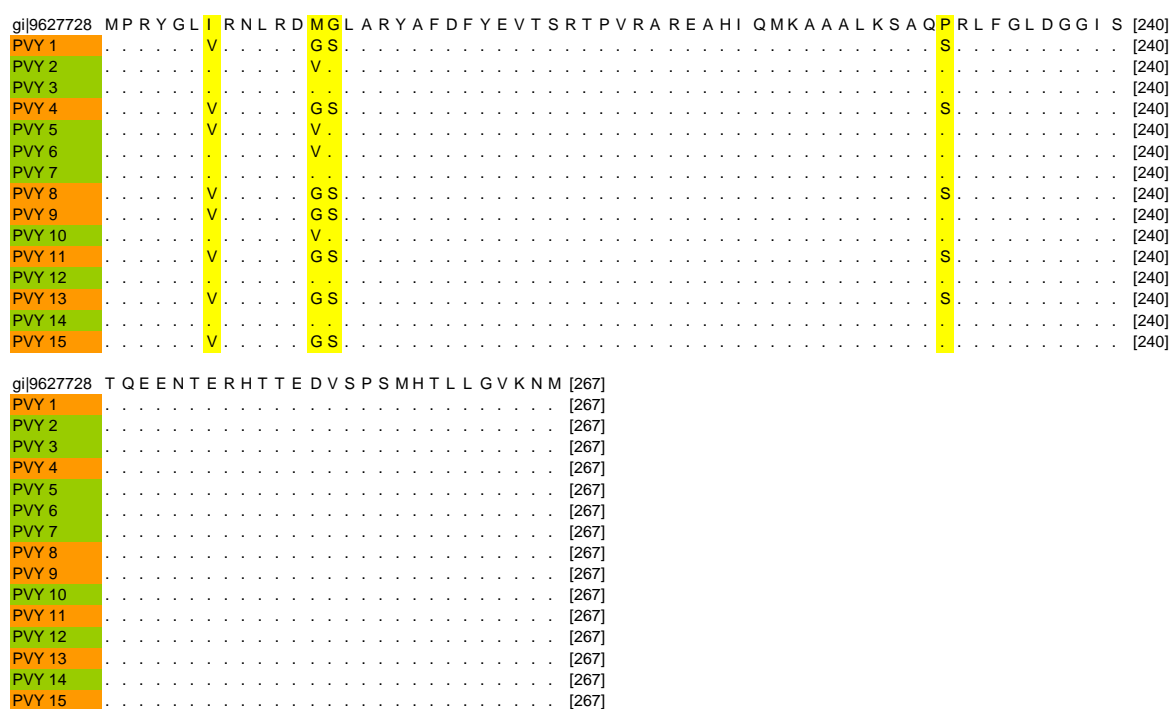 gi|9627728 M P R Y G L I R N L R D M G L A R Y A F D F Y E V T S R T P V R A R E A H I Q M K A A A L K S A Q P R L F G L D G G I S [240]
PVY 1 . . . . . . V . . . . . G S . . . . . . . . . . . . . . . . . . . . . . . . . . . . . . . . . . . S . . . . . . . . . . [240]
PVY 2 . . . . . . . . . . . . V . . . . . . . . . . . . . . . . . . . . . . . . . . . . . . . . . . . . . . . . . . . . . . . [240]
PVY 3 . . . . . . . . . . . . . . . . . . . . . . . . . . . . . . . . . . . . . . . . . . . . . . . . . . . . . . . . . . . . [240]
PVY 4 . . . . . . V . . . . . G S . . . . . . . . . . . . . . . . . . . . . . . . . . . . . . . . . . . S . . . . . . . . . . [240]
PVY 5 . . . . . . V . . . . . V . . . . . . . . . . . . . . . . . . . . . . . . . . . . . . . . . . . . . . . . . . . . . . . [240]
PVY 6 . . . . . . . . . . . . V . . . . . . . . . . . . . . . . . . . . . . . . . . . . . . . . . . . . . . . . . . . . . . . [240]
PVY 7 . . . . . . . . . . . . . . . . . . . . . . . . . . . . . . . . . . . . . . . . . . . . . . . . . . . . . . . . . . . . [240]
PVY 8 . . . . . . V . . . . . G S . . . . . . . . . . . . . . . . . . . . . . . . . . . . . . . . . . . S . . . . . . . . . . [240]
PVY 9 . . . . . . V . . . . . G S . . . . . . . . . . . . . . . . . . . . . . . . . . . . . . . . . . . . . . . . . . . . . . [240]
PVY 10 . . . . . . . . . . . . V . . . . . . . . . . . . . . . . . . . . . . . . . . . . . . . . . . . . . . . . . . . . . . . [240]
PVY 11 . . . . . . V . . . . . G S . . . . . . . . . . . . . . . . . . . . . . . . . . . . . . . . . . . S . . . . . . . . . . [240]
PVY 12 . . . . . . . . . . . . . . . . . . . . . . . . . . . . . . . . . . . . . . . . . . . . . . . . . . . . . . . . . . . . [240]
PVY 13 . . . . . . V . . . . . G S . . . . . . . . . . . . . . . . . . . . . . . . . . . . . . . . . . . S . . . . . . . . . . [240]
PVY 14 . . . . . . . . . . . . . . . . . . . . . . . . . . . . . . . . . . . . . . . . . . . . . . . . . . . . . . . . . . . . [240]
PVY 15 . . . . . . V . . . . . G S . . . . . . . . . . . . . . . . . . . . . . . . . . . . . . . . . . . . . . . . . . . . . . [240]
gi|9627728 T Q E E N T E R H T T E D V S P S M H T L L G V K N M [267]
PVY 1 . . . . . . . . . . . . . . . . . . . . . . . . . . . [267]
PVY 2 . . . . . . . . . . . . . . . . . . . . . . . . . . . [267]
PVY 3 . . . . . . . . . . . . . . . . . . . . . . . . . . . [267]
PVY 4 . . . . . . . . . . . . . . . . . . . . . . . . . . . [267]
PVY 5 . . . . . . . . . . . . . . . . . . . . . . . . . . . [267]
PVY 6 . . . . . . . . . . . . . . . . . . . . . . . . . . . [267]
PVY 7 . . . . . . . . . . . . . . . . . . . . . . . . . . . [267]
PVY 8 . . . . . . . . . . . . . . . . . . . . . . . . . . . [267]
PVY 9 . . . . . . . . . . . . . . . . . . . . . . . . . . . [267]
PVY 10 . . . . . . . . . . . . . . . . . . . . . . . . . . . [267]
PVY 11 . . . . . . . . . . . . . . . . . . . . . . . . . . . [267]
PVY 12 . . . . . . . . . . . . . . . . . . . . . . . . . . . [267]
PVY 13 . . . . . . . . . . . . . . . . . . . . . . . . . . . [267]
PVY 14 . . . . . . . . . . . . . . . . . . . . . . . . . . . [267]
PVY 15 . . . . . . . . . . . . . . . . . . . . . . . . . . . [267]